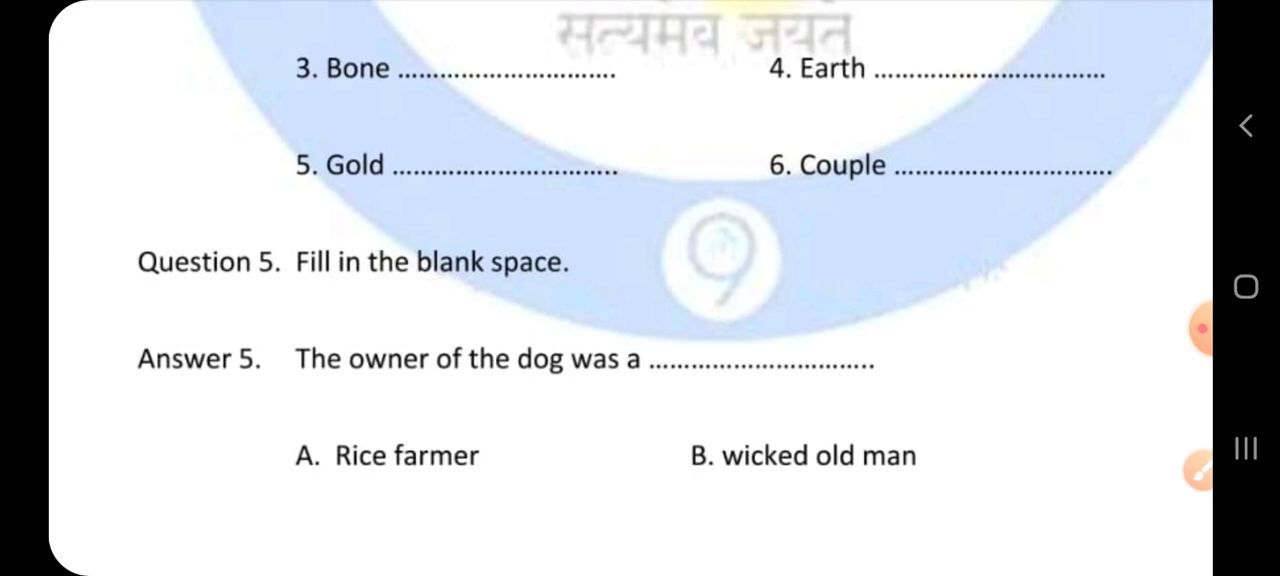 सत्यमेव जयते
3. Bone ............................. 4. Earth ...............................
5. Gold .............................. 6. Couple .............................
Question 5. Fill in the blank space.
Answer 5. The owner of the dog was a ..............................
A. Rice farmer B. wicked old man